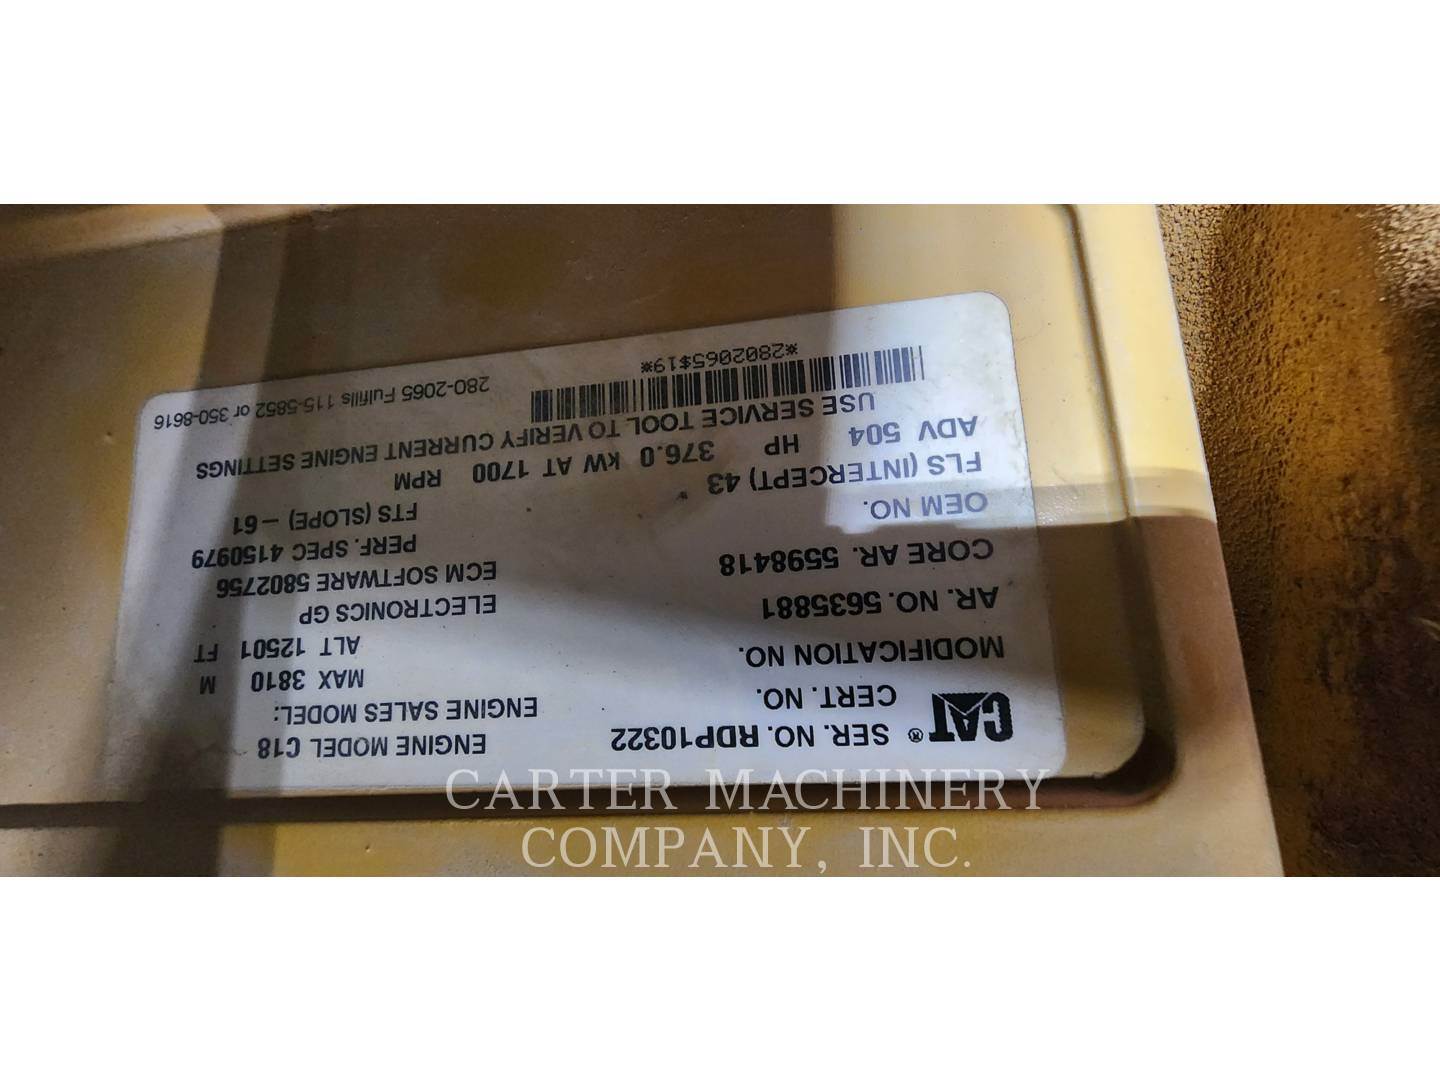 CAT® SER. NO. RDP10322 ENGINE MODEL C18
CERT. NO. ENGINE SALES MODEL:
MODIFICATION NO. MAX 3810 M
AR. NO. 5635881 ALT 12501 FT
CORE AR. 5598418 ELECTRONICS GP
OEM NO. ECM SOFTWARE 5802756
FLS (INTERCEPT) 43 PERF. SPEC 4150979
ADV 504 HP 376.0 kW AT 1700 RPM FTS (SLOPE) -61
USE SERVICE TOOL TO VERIFY CURRENT ENGINE SETTINGS
*2802065$19*
280-2065 Fulfills 115-5852 or 350-8616
CARTER MACHINERY
COMPANY, INC.